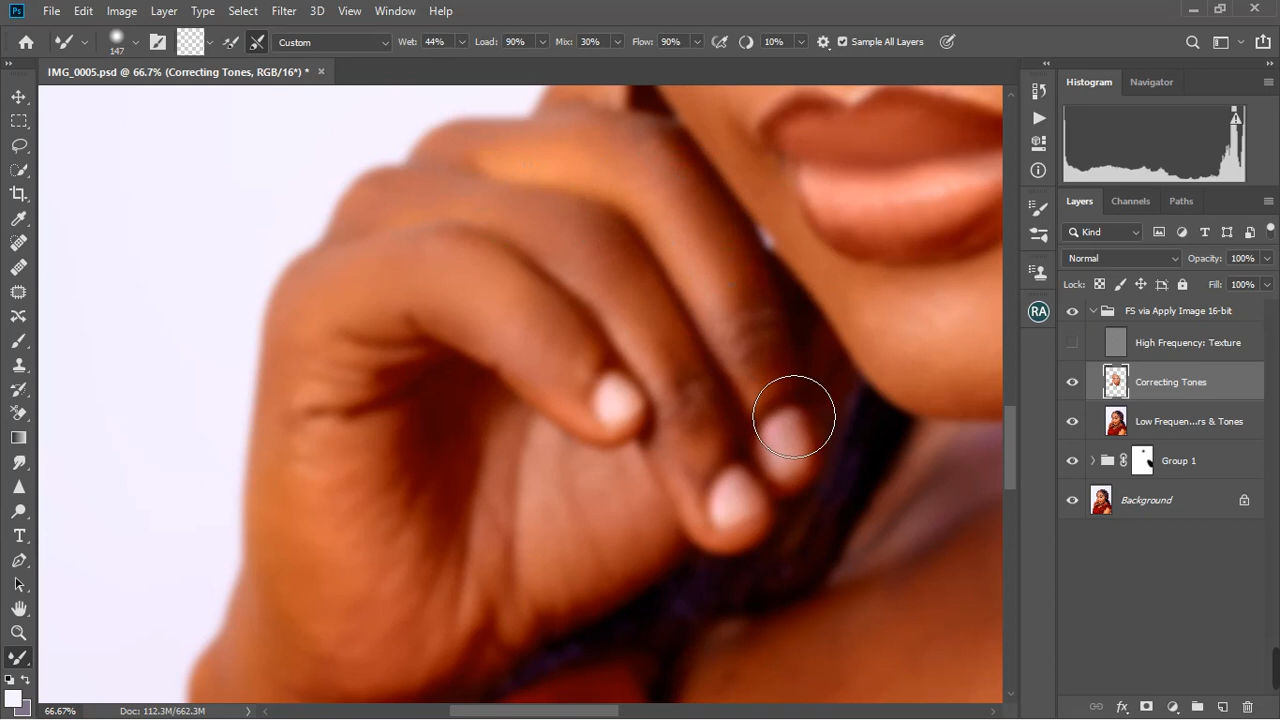 Ps File Edit Image Layer Type Select Filter 3D View Window Help
147 Custom Wet: 44% Load: 90% Mix: 30% Flow: 90% 10% Sample All Layers
IMG_0005.psd @ 66.7% (Correcting Tones, RGB/16*) * ×
Histogram Navigator
Layers Channels Paths
Kind
Normal Opacity: 100%
Lock: Fill: 100%
FS via Apply Image 16-bit
High Frequency: Texture
RA
Correcting Tones
Low Frequen...rs & Tones
Group 1
Background
66.67% Doc: 112.3M/662.3M
fx